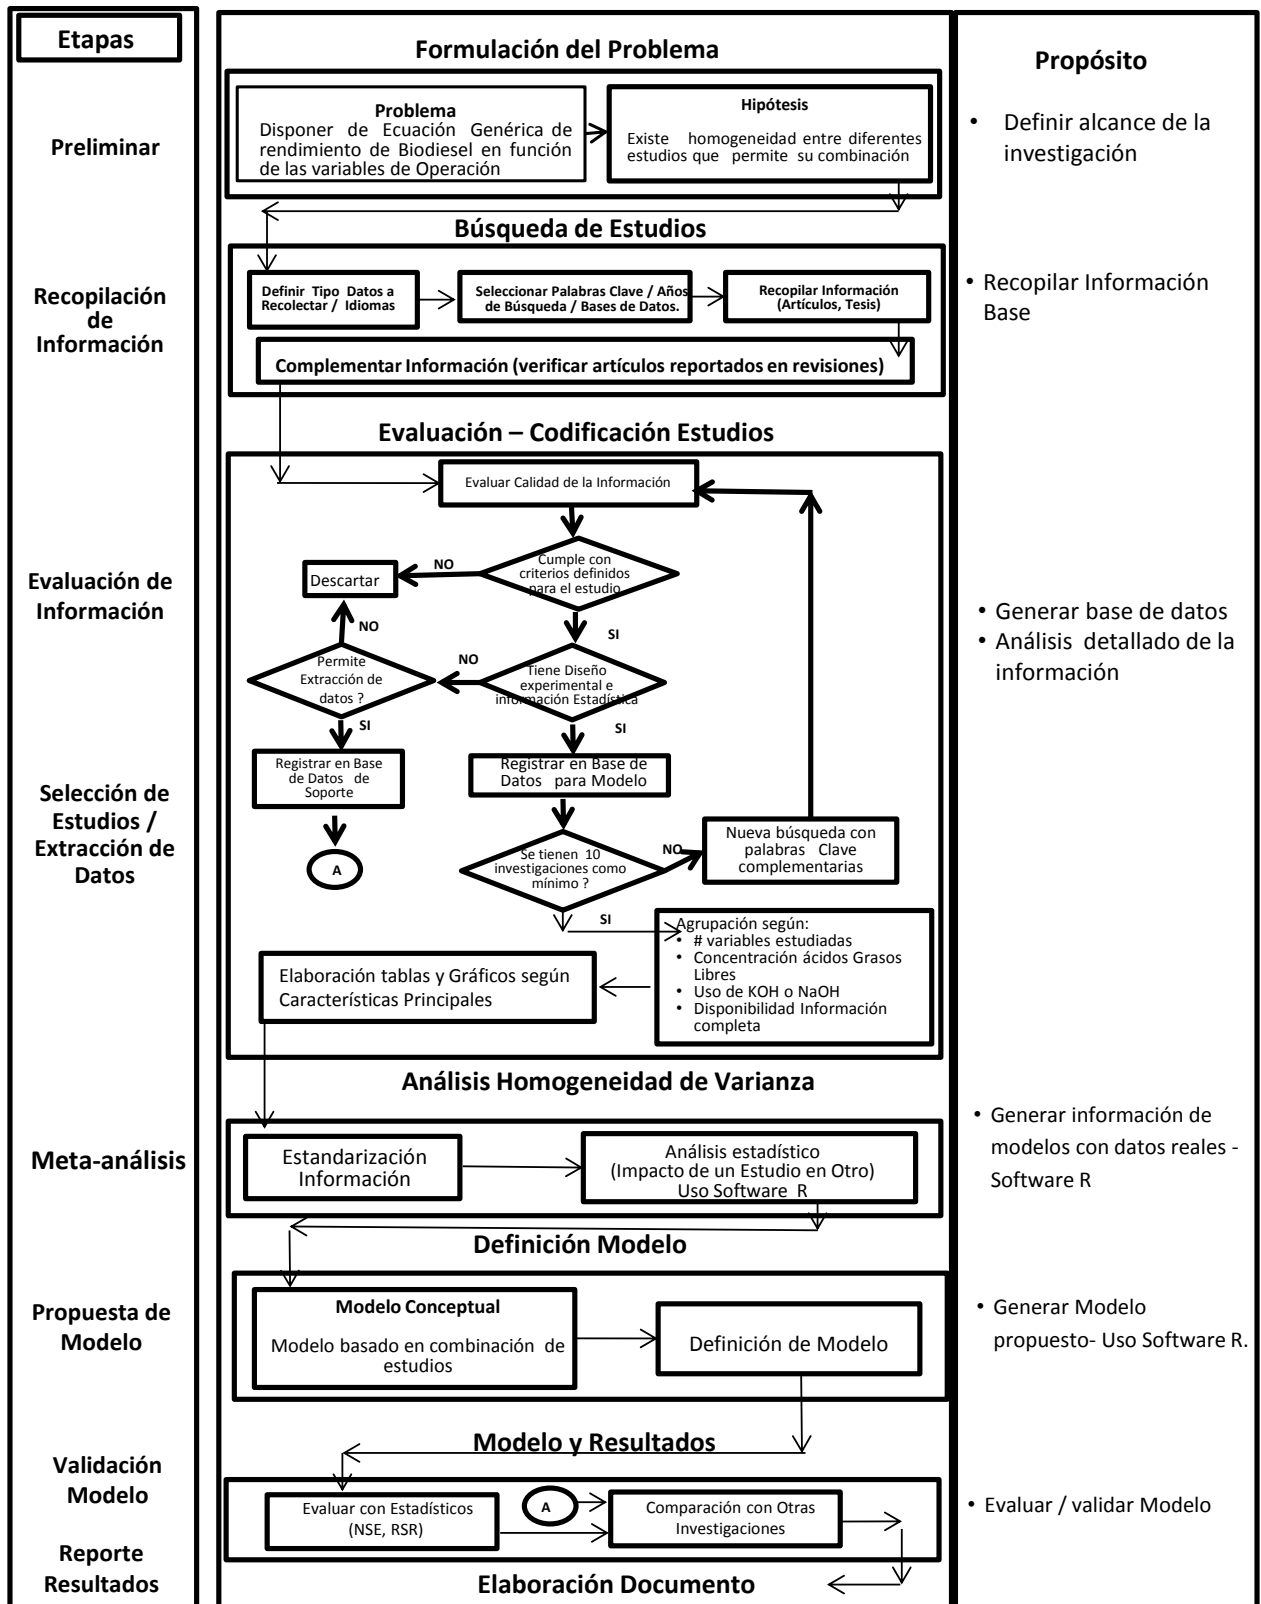 Etapas
Formulación del Problema
Propósito
Preliminar
Problema
Disponer de Ecuación Genérica de
rendimiento de Biodiesel en función
de las variables de Operación
Hipótesis
Existe homogeneidad entre diferentes
estudios que permite su combinación
• Definir alcance de la
investigación
Búsqueda de Estudios
Recopilación
de
Información
Definir Tipo Datos a
Recolectar / Idiomas
Seleccionar Palabras Clave / Años
de Búsqueda / Bases de Datos.
Recopilar Información
(Artículos, Tesis)
Complementar Información (verificar artículos reportados en revisiones)
• Recopilar Información
Base
Evaluación – Codificación Estudios
Evaluar Calidad de la Información
Evaluación de
Información
Cumple con
criterios definidos
para el estudio
NO
Descartar
SI
NO
Tiene Diseño
experimental e
información Estadística
NO
Permite
Extracción de
datos ?
SI
SI
• Generar base de datos
• Análisis detallado de la
información
Selección de
Estudios /
Extracción de
Datos
Registrar en Base
de Datos de
Soporte
Registrar en Base de
Datos para Modelo
A
Se tienen 10
investigaciones como
mínimo ?
NO
Nueva búsqueda con
palabras Clave
complementarias
SI
Agrupación según:
• # variables estudiadas
• Concentración ácidos Grasos
Libres
• Uso de KOH o NaOH
• Disponibilidad Información
completa
Elaboración tablas y Gráficos según
Características Principales
Análisis Homogeneidad de Varianza
Meta-análisis
Estandarización
Información
Análisis estadístico
(Impacto de un Estudio en Otro)
Uso Software R
• Generar información de
modelos con datos reales -
Software R
Definición Modelo
Propuesta de
Modelo
Modelo Conceptual
Modelo basado en combinación de
estudios
Definición de Modelo
• Generar Modelo
propuesto- Uso Software R.
Modelo y Resultados
Validación
Modelo
Evaluar con Estadísticos
(NSE, RSR)
A
Comparación con Otras
Investigaciones
• Evaluar / validar Modelo
Reporte
Resultados
Elaboración Documento